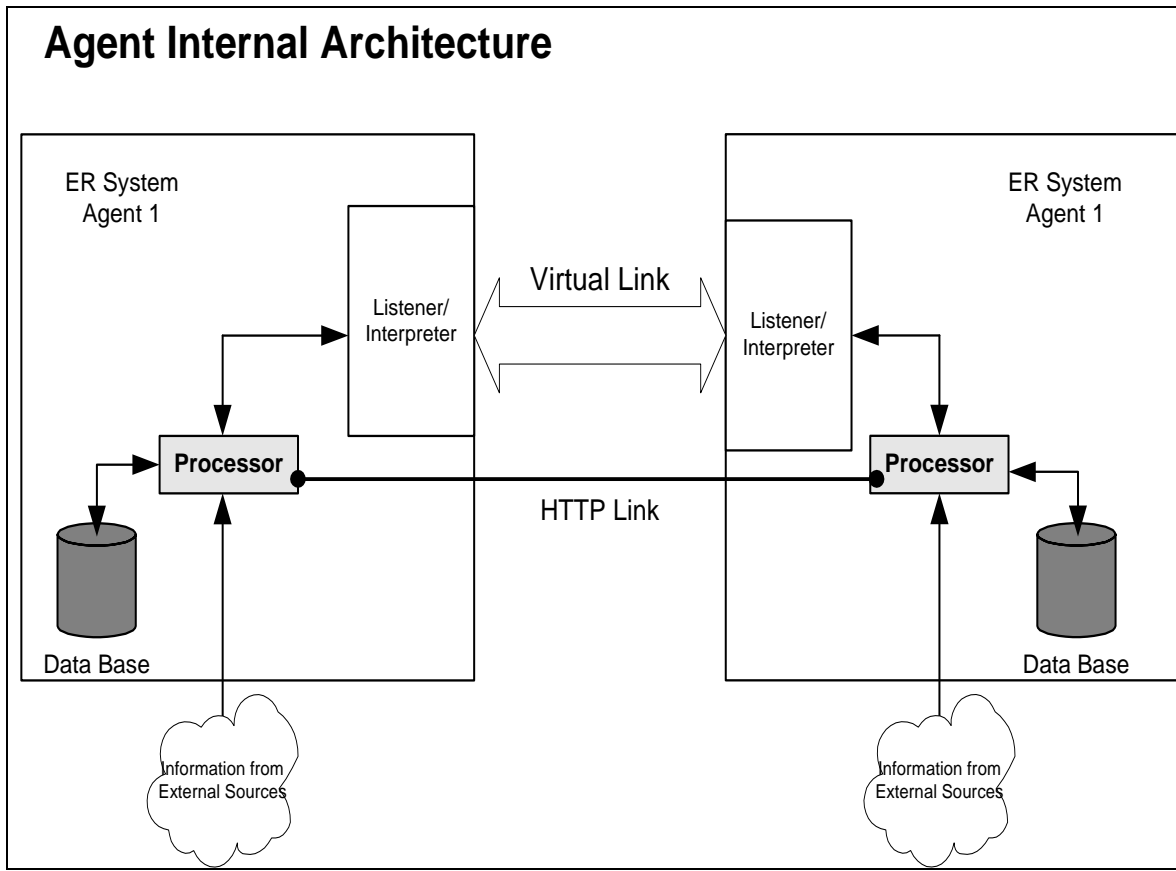 Agent Internal Architecture
ER System
Agent 1
ER System
Agent 1
Virtual Link
Listener/
Interpreter
Listener/
Interpreter
Processor
Processor
HTTP Link
Data Base
Data Base
Information from
External Sources
Information from
External Sources